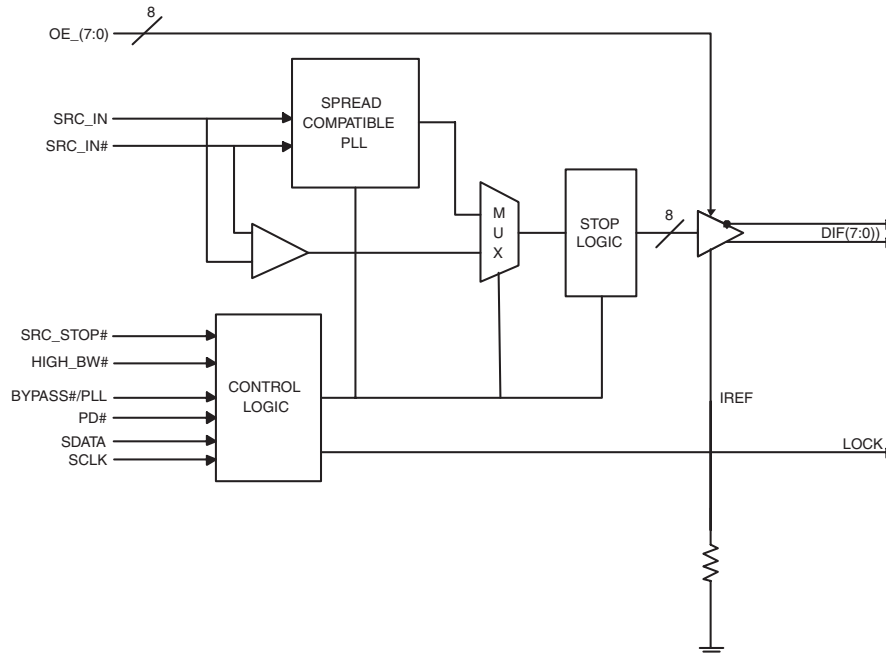 8
OE_(7:0)
SPREAD
COMPATIBLE
PLL
SRC_IN
SRC_IN#
M
U
X
STOP
LOGIC
8
DIF(7:0))
SRC_STOP#
HIGH_BW#
BYPASS#/PLL
PD#
SDATA
SCLK
CONTROL
LOGIC
IREF
LOCK